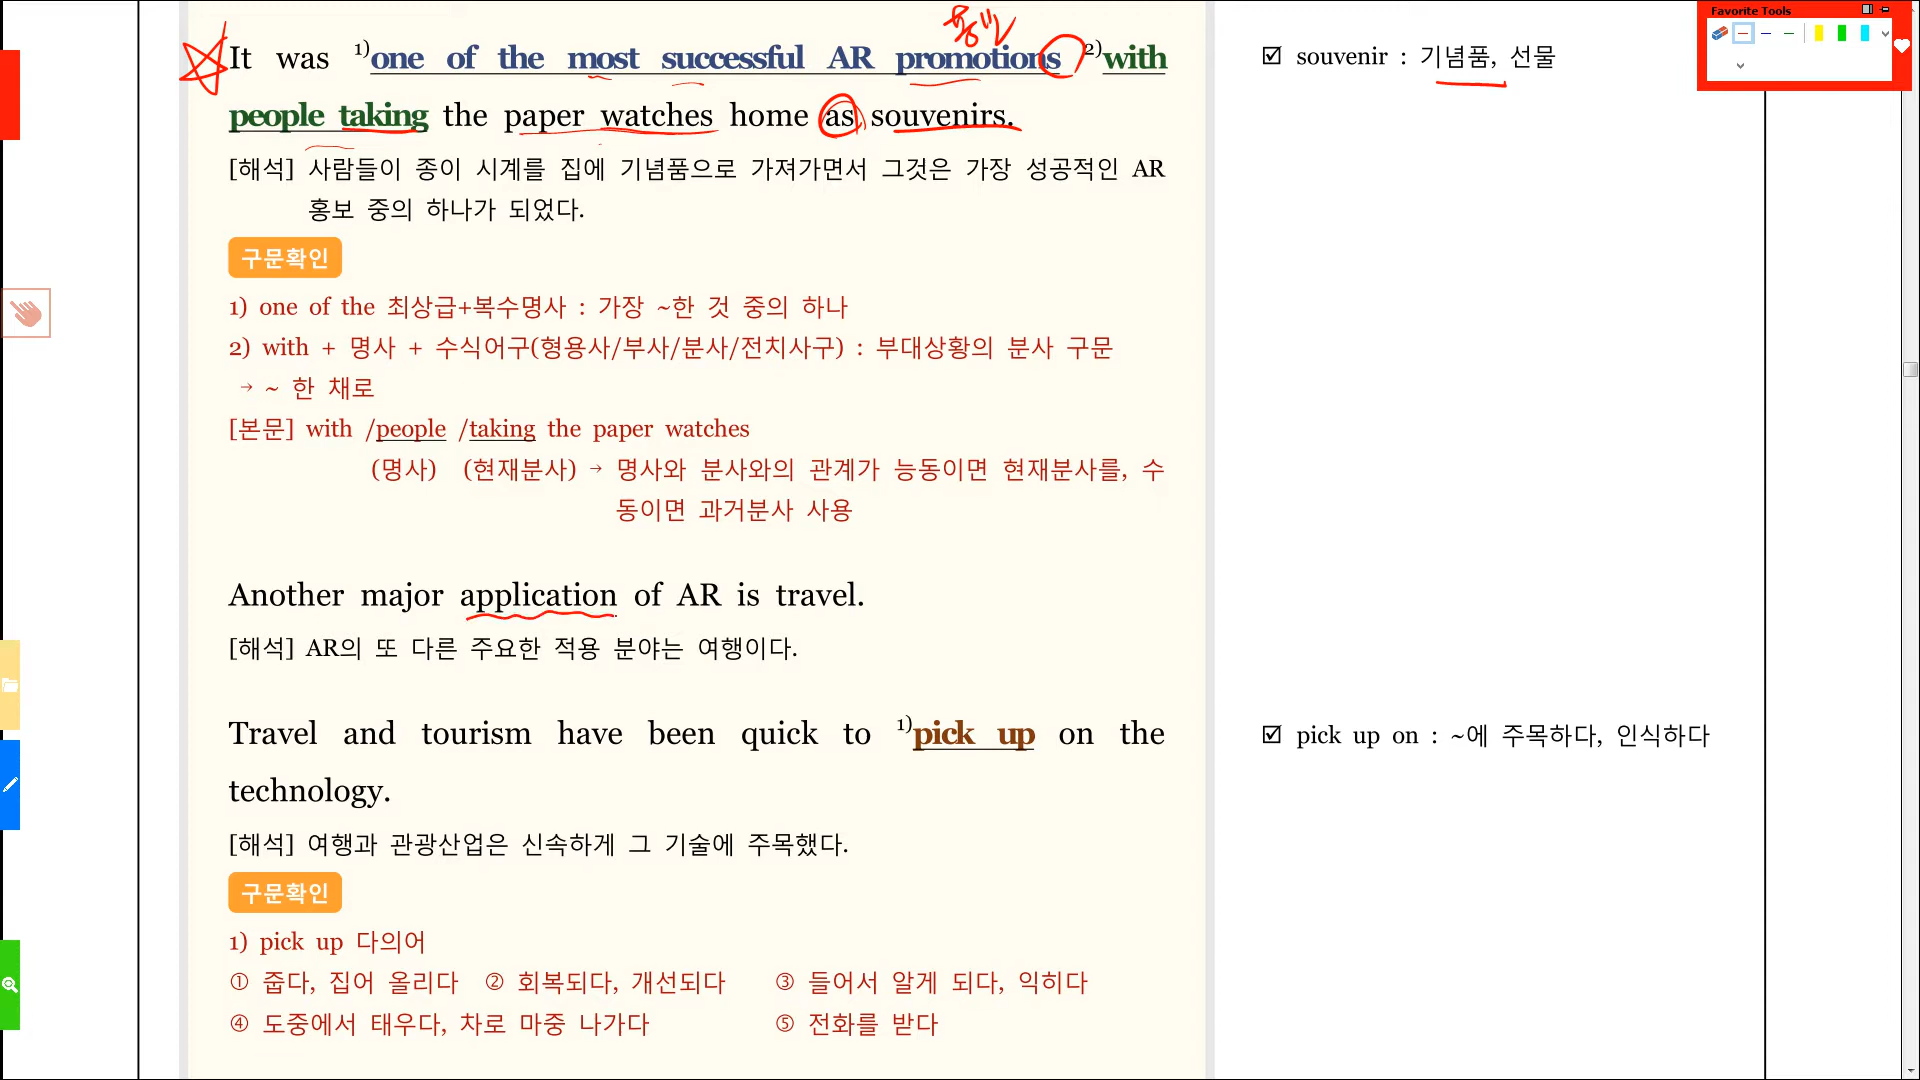 Favorite Tools
It was 1)one of the most successful AR promotions 2)with
people taking the paper watches home as souvenirs.
☑ souvenir : 기념품, 선물
[해석] 사람들이 종이 시계를 집에 기념품으로 가져가면서 그것은 가장 성공적인 AR
홍보 중의 하나가 되었다.
구문확인
1) one of the 최상급+복수명사 : 가장 ~한 것 중의 하나
2) with + 명사 + 수식어구(형용사/부사/분사/전치사구) : 부대상황의 분사 구문
→ ~ 한 채로
[본문] with /people /taking the paper watches
(명사) (현재분사) → 명사와 분사와의 관계가 능동이면 현재분사를, 수
동이면 과거분사 사용
Another major application of AR is travel.
[해석] AR의 또 다른 주요한 적용 분야는 여행이다.
Travel and tourism have been quick to 1)pick up on the
technology.
☑ pick up on : ~에 주목하다, 인식하다
[해석] 여행과 관광산업은 신속하게 그 기술에 주목했다.
구문확인
1) pick up 다의어
① 줍다, 집어 올리다 ② 회복되다, 개선되다 ③ 들어서 알게 되다, 익히다
④ 도중에서 태우다, 차로 마중 나가다 ⑤ 전화를 받다